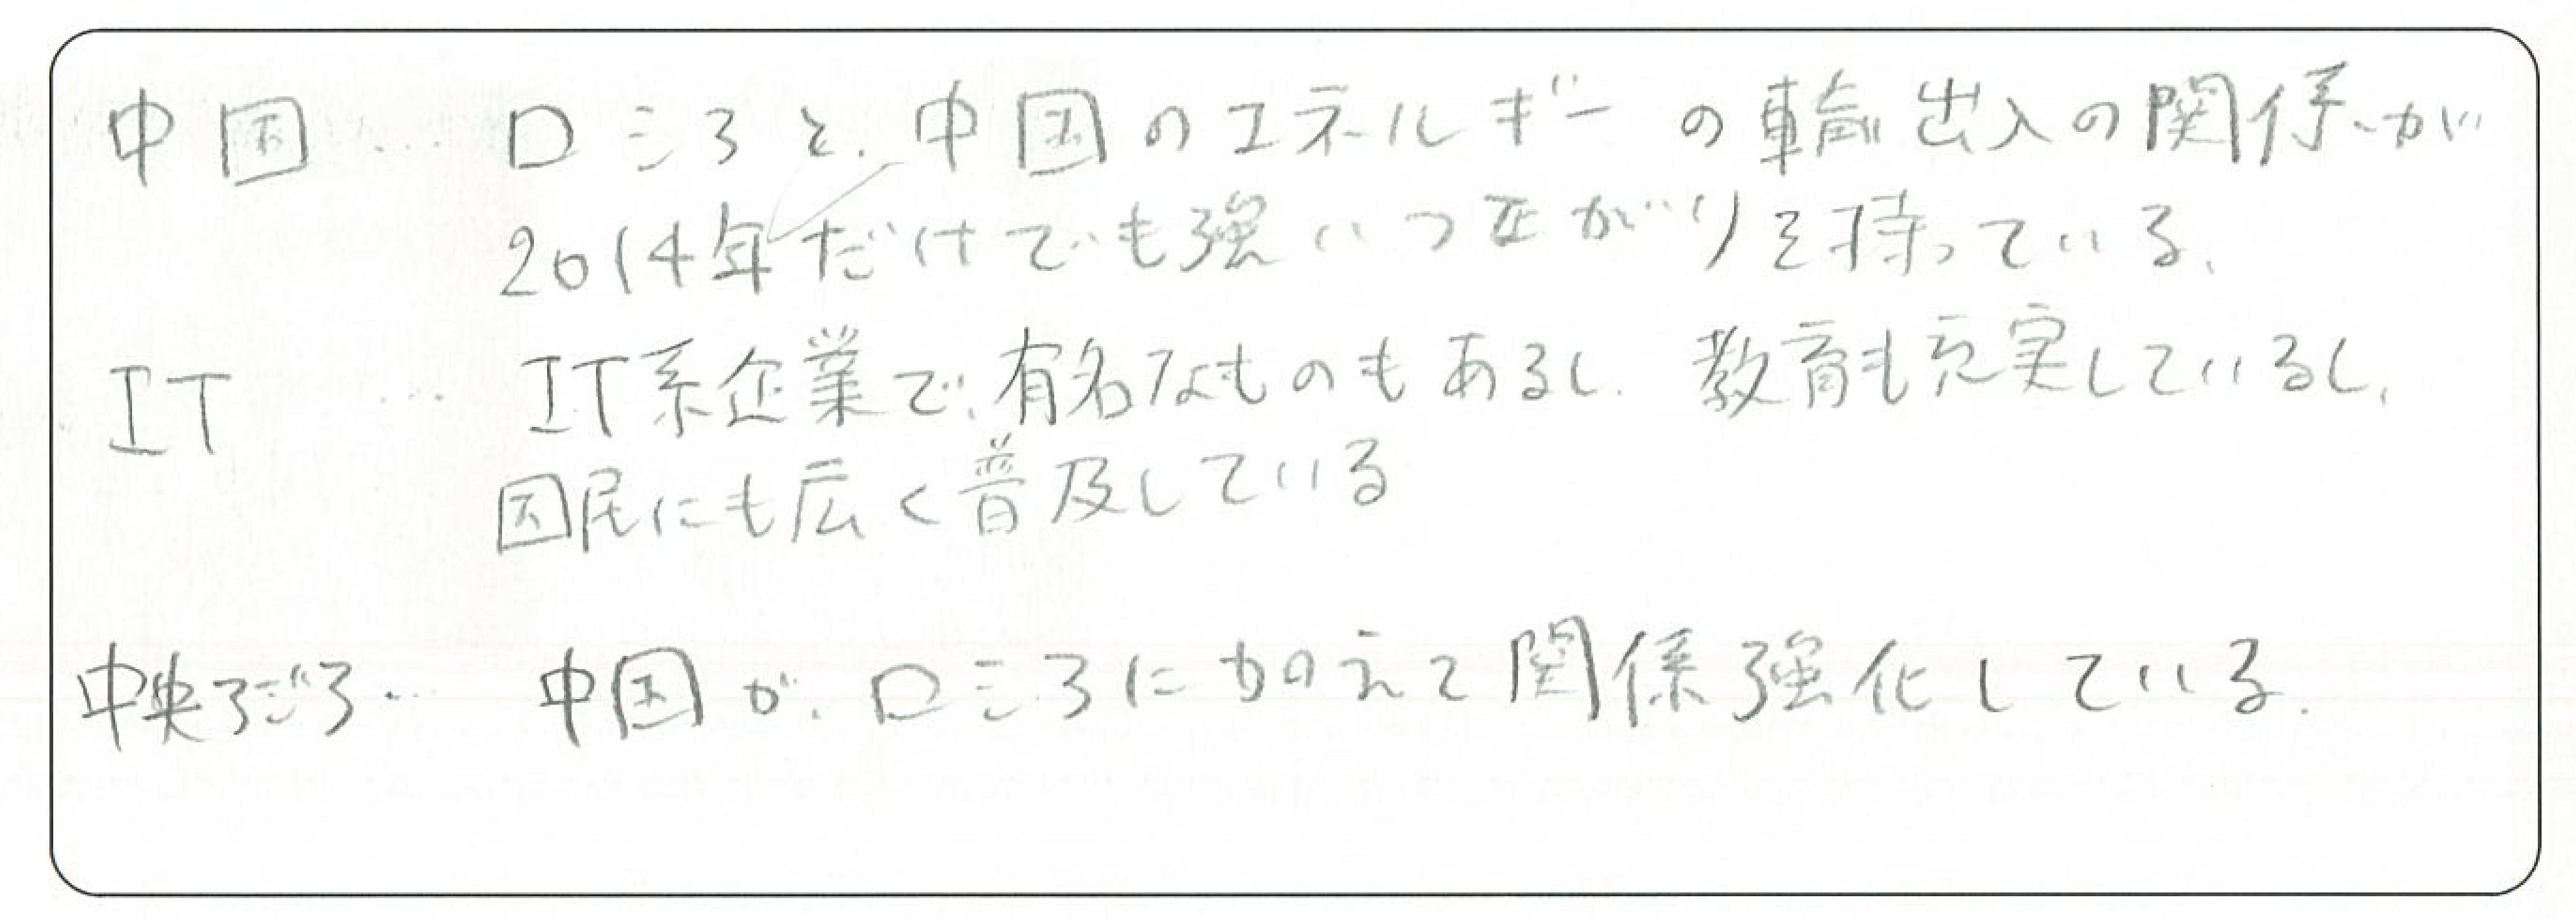 中国 … ロシアと、中国のエネルギーの輸出入の関係が
2014年だけでも強いつながりを持っている、
IT … IT系企業で、有名なものもあるし、教育も充実しているし、
国民にも広く普及している
中央アジア… 中国が、ロシアに加えて関係強化している。